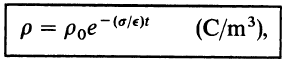 ρ = ρ₀e^{−(σ/ϵ)t}  (C/m³),